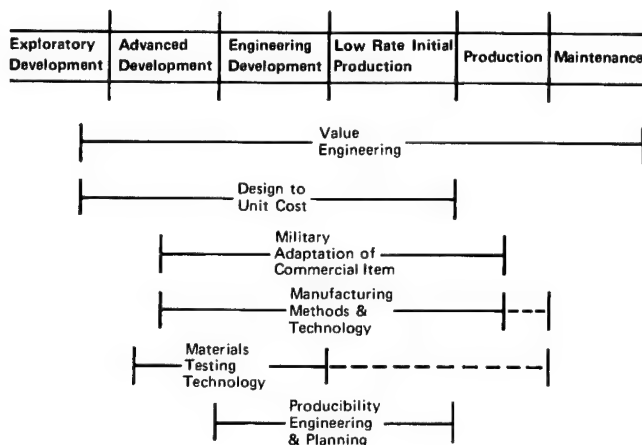 Exploratory
Development
Advanced
Development
Engineering
Development
Low Rate Initial
Production
Production
Maintenance
Value
Engineering
Design to
Unit Cost
Military
Adaptation of
Commercial Item
Manufacturing
Methods &
Technology
Materials
Testing
Technology
Producibility
Engineering
& Planning